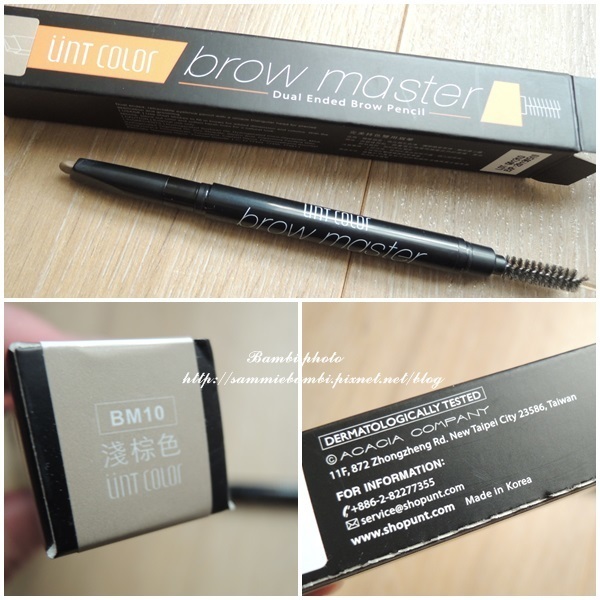 ÜNT COLOR
brow master
Dual Ended Brow Pencil
ÜNT COLOR
brow master
Bambi photo
http://sammiebambi.pixnet.net/blog
BM10
淺棕色
ÜNT COLOR
DERMATOLOGICALLY TESTED
© ACACIA COMPANY
11F, 872 Zhongzheng Rd. New Taipei City 23586, Taiwan
FOR INFORMATION:
+886-2-82277355
service@shopunt.com
www.shopunt.com Made in Korea